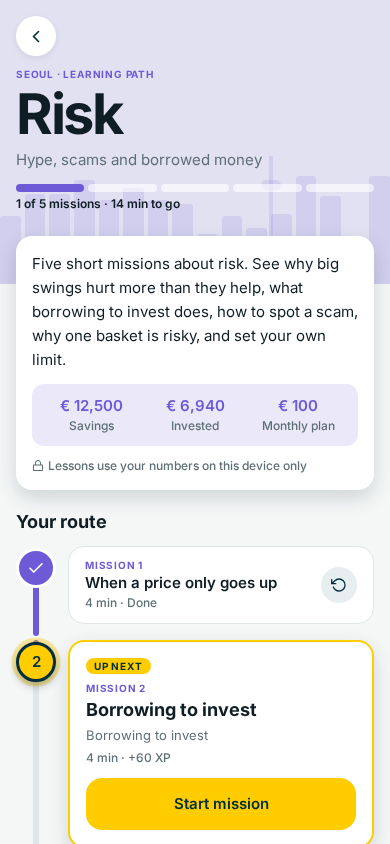 SEOUL · LEARNING PATH
Risk
Hype, scams and borrowed money
1 of 5 missions · 14 min to go
Five short missions about risk. See why big
swings hurt more than they help, what
borrowing to invest does, how to spot a scam,
why one basket is risky, and set your own
limit.
€ 12,500
Savings
€ 6,940
Invested
€ 100
Monthly plan
Lessons use your numbers on this device only
Your route
MISSION 1
When a price only goes up
4 min · Done
2
UP NEXT
MISSION 2
Borrowing to invest
Borrowing to invest
4 min · +60 XP
Start mission